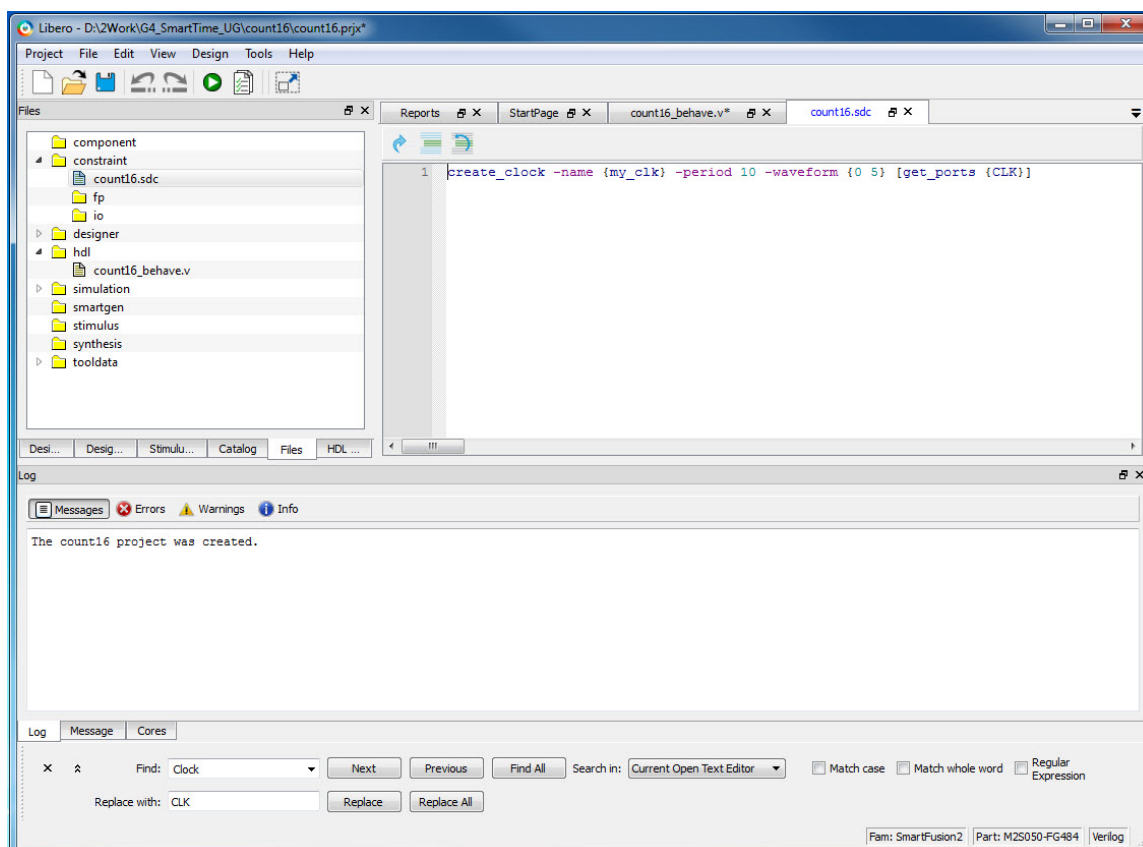 Libero - D:\2Work\G4_SmartTime_UG\count16\count16.prjx*
Project File Edit View Design Tools Help
Files
Reports StartPage count16_behave.v* count16.sdc
component
constraint
count16.sdc
fp
io
designer
hdl
count16_behave.v
simulation
smartgen
stimulus
synthesis
tooldata
1 create_clock -name {my_clk} -period 10 -waveform {0 5} [get_ports {CLK}]
Desi... Desig... Stimulu... Catalog Files HDL ...
Log
Messages Errors Warnings Info
The count16 project was created.
Log Message Cores
Find: Clock Next Previous Find All Search in: Current Open Text Editor Match case Match whole word Regular Expression
Replace with: CLK Replace Replace All
Fam: SmartFusion2 Part: M2S050-FG484 Verilog